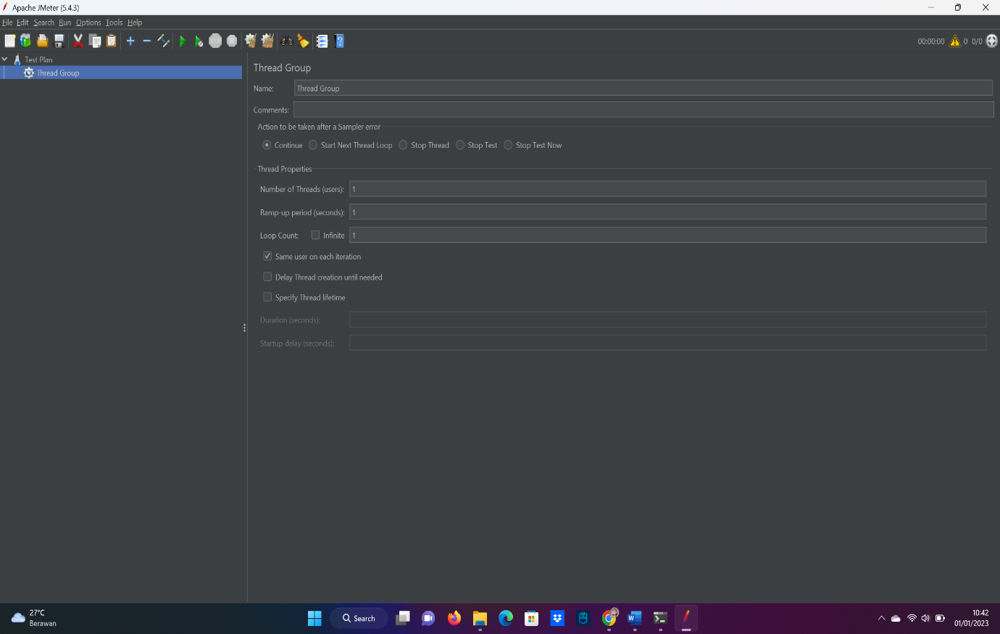 Apache JMeter (5.4.3)
File Edit Search Run Options Tools Help
00:00:00 0 0/0
Test Plan
Thread Group
Thread Group
Name: Thread Group
Comments:
Action to be taken after a Sampler error
Continue Start Next Thread Loop Stop Thread Stop Test Stop Test Now
Thread Properties
Number of Threads (users): 1
Ramp-up period (seconds): 1
Loop Count: Infinite 1
Same user on each iteration
Delay Thread creation until needed
Specify Thread lifetime
Duration (seconds):
Startup delay (seconds):
27°C
Berawan
Search
10:42
01/01/2023